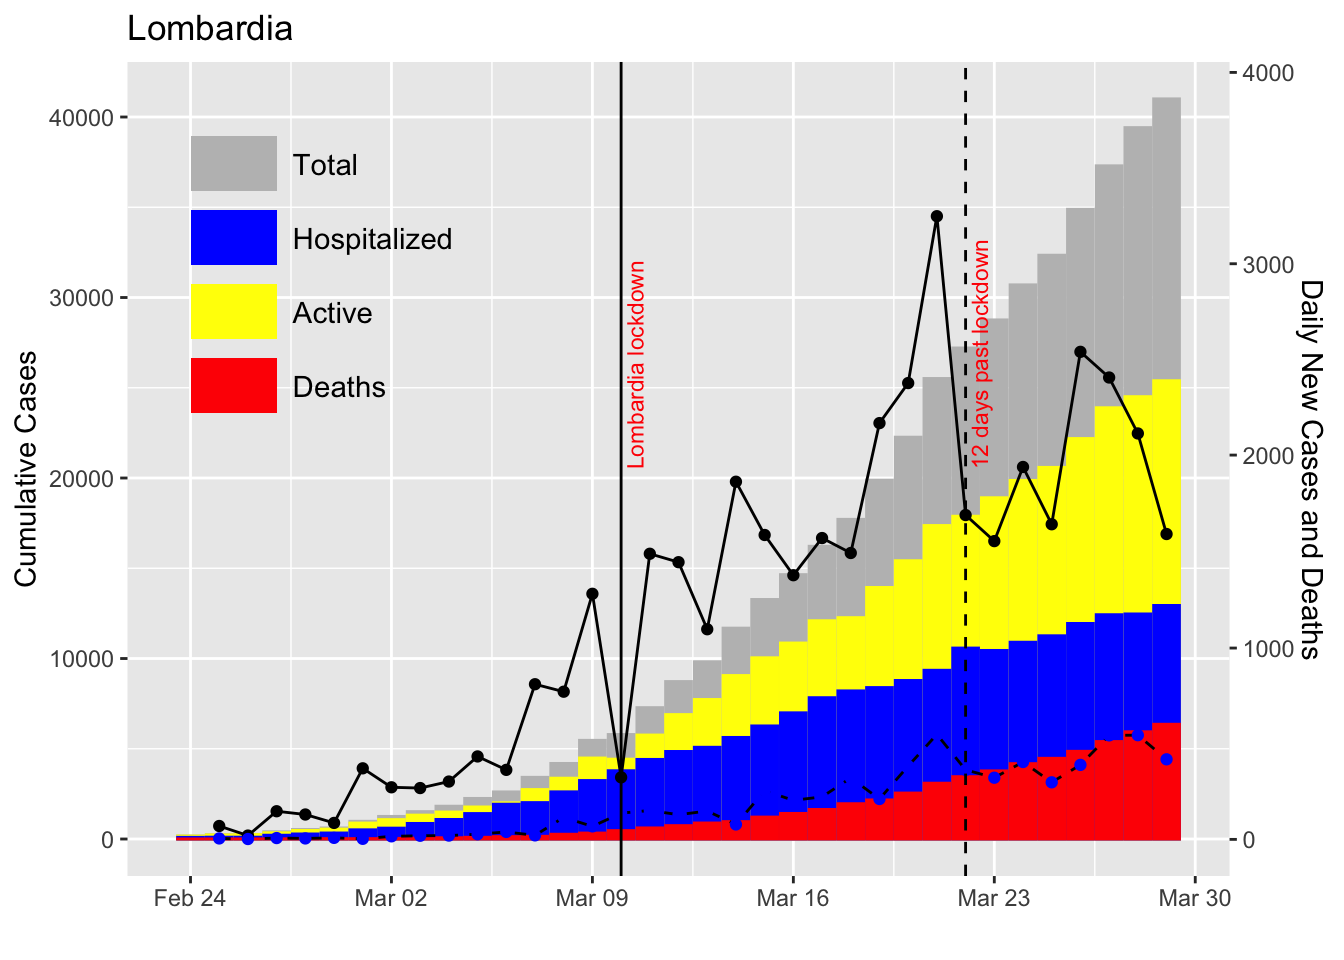 Lombardia
Total
Hospitalized
Active
Deaths
Lombardia lockdown
12 days past lockdown
Cumulative Cases
40000
30000
20000
10000
0
Daily New Cases and Deaths
4000
3000
2000
1000
0
Feb 24
Mar 02
Mar 09
Mar 16
Mar 23
Mar 30